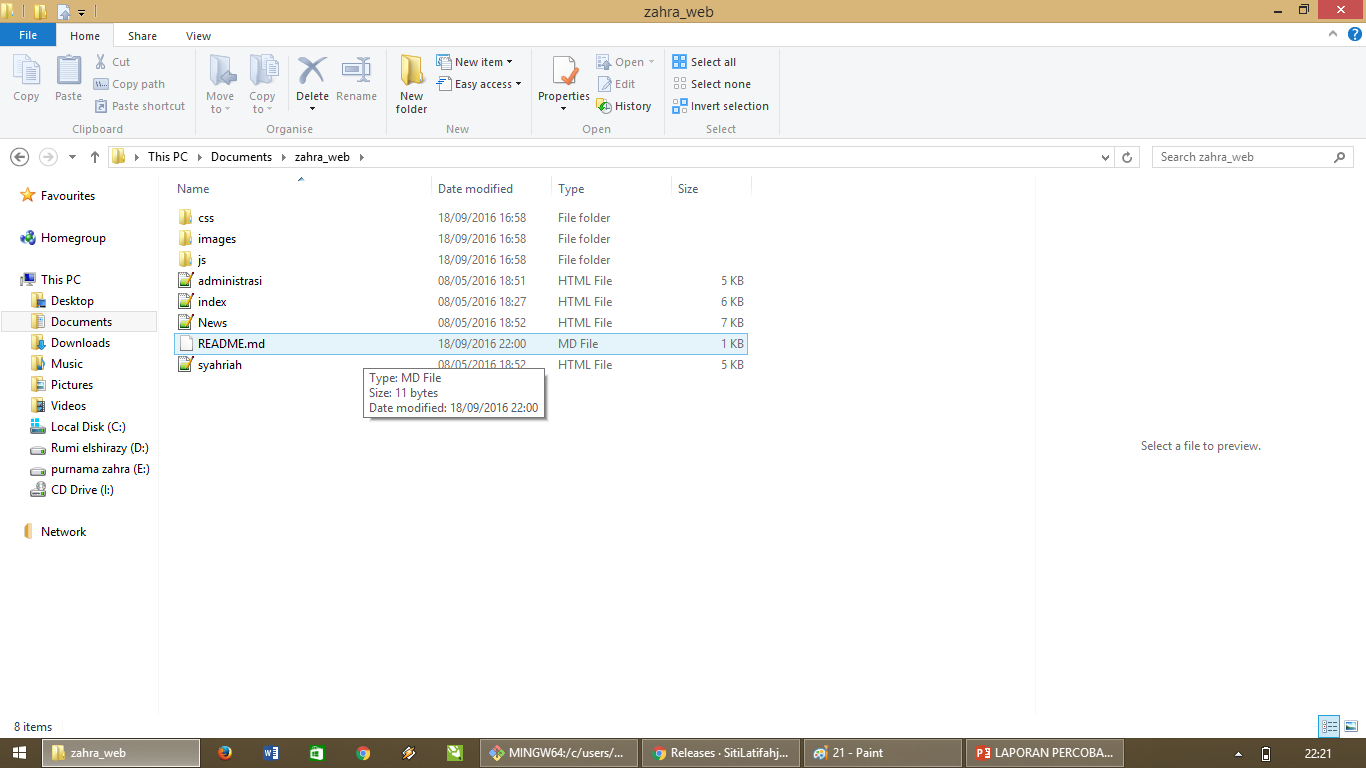 zahra_web
File Home Share View
Copy Paste Cut Copy path Paste shortcut Clipboard
Move to Copy to Delete Rename Organise
New folder New item Easy access New
Properties Open Edit History Open
Select all Select none Invert selection Select
This PC Documents zahra_web Search zahra_web
Favourites
Homegroup
This PC
Desktop
Documents
Downloads
Music
Pictures
Videos
Local Disk (C:)
Rumi elshirazy (D:)
purnama zahra (E:)
CD Drive (I:)
Network
Name Date modified Type Size
css 18/09/2016 16:58 File folder
images 18/09/2016 16:58 File folder
js 18/09/2016 16:58 File folder
administrasi 08/05/2016 18:51 HTML File 5 KB
index 08/05/2016 18:27 HTML File 6 KB
News 08/05/2016 18:52 HTML File 7 KB
README.md 18/09/2016 22:00 MD File 1 KB
syahriah 08/05/2016 18:52 HTML File 5 KB
Type: MD File
Size: 11 bytes
Date modified: 18/09/2016 22:00
Select a file to preview.
8 items
zahra_web MINGW64:/c/users/... Releases · SitiLatifahj... 21 - Paint LAPORAN PERCOBA... 22:21